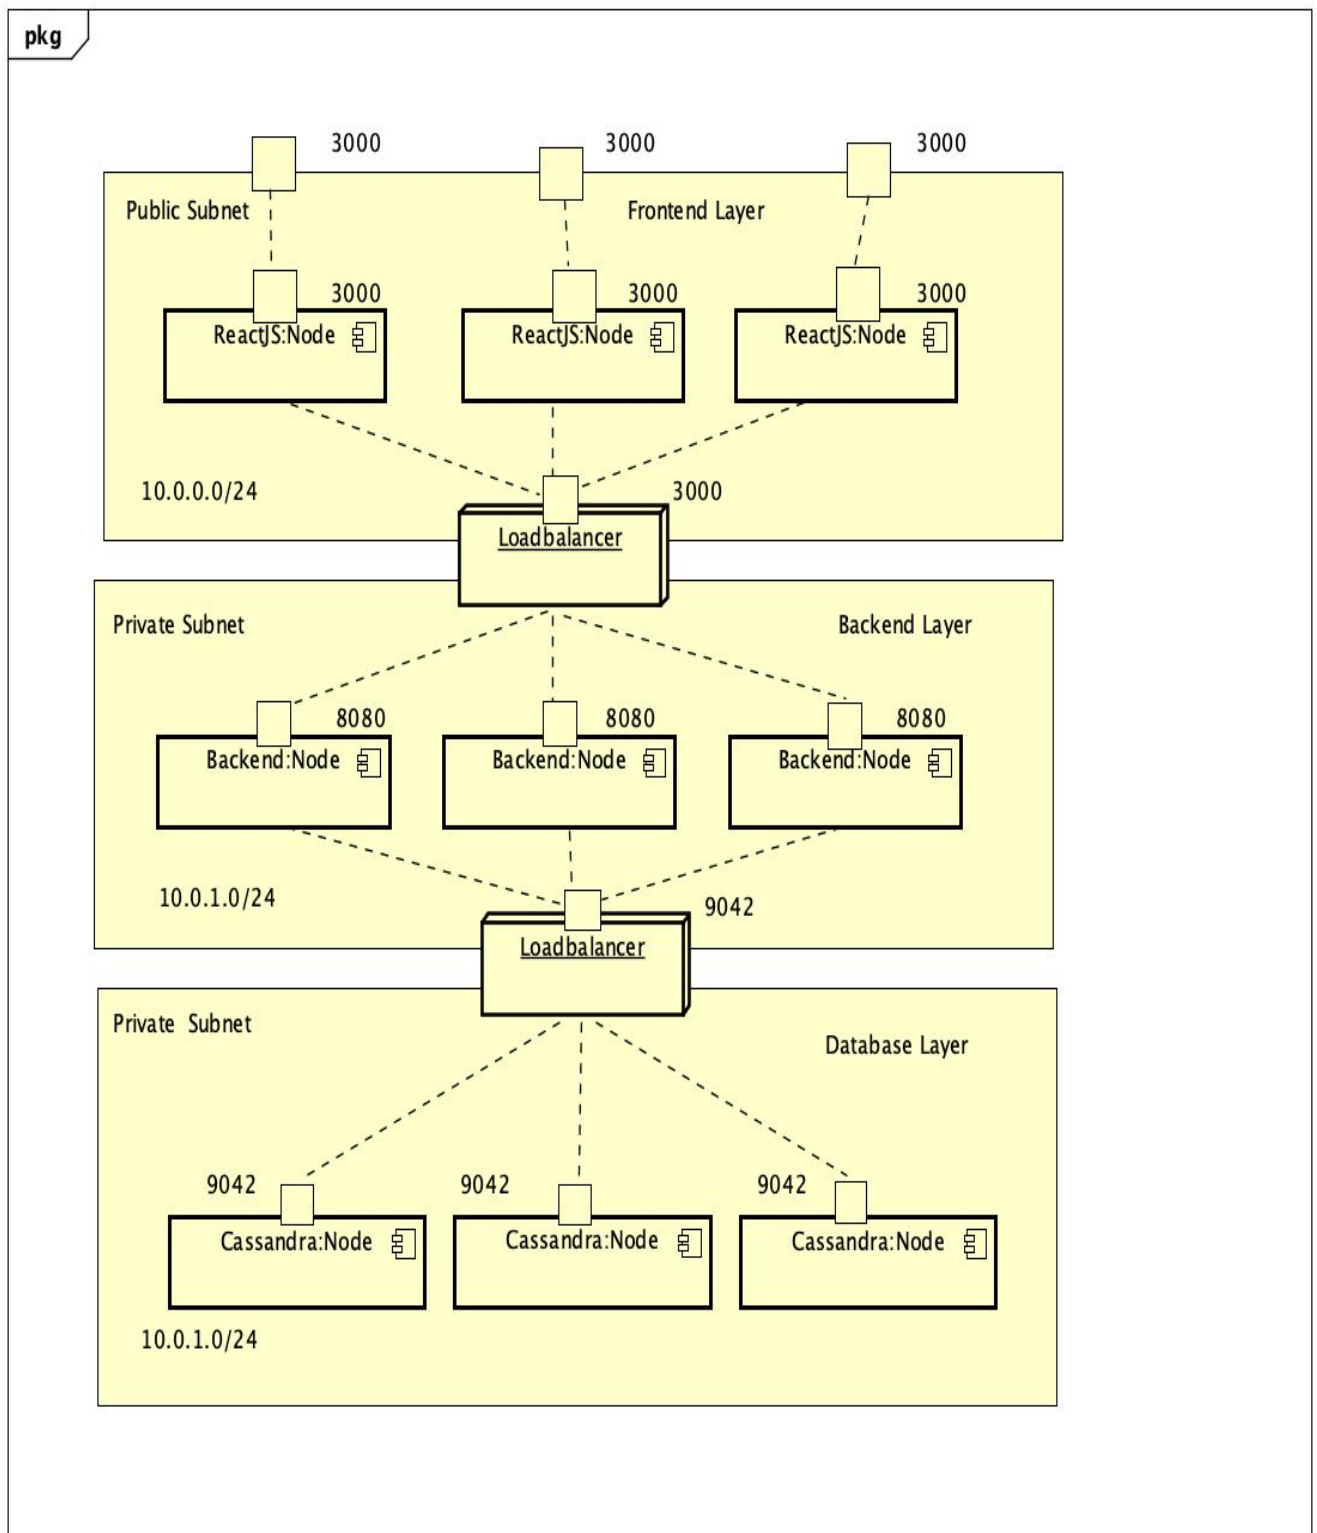 pkg
3000
3000
3000
Public Subnet
Frontend Layer
3000
3000
3000
ReactJS:Node
ReactJS:Node
ReactJS:Node
10.0.0.0/24
3000
Loadbalancer
Private Subnet
Backend Layer
8080
8080
8080
Backend:Node
Backend:Node
Backend:Node
10.0.1.0/24
9042
Loadbalancer
Private Subnet
Database Layer
9042
9042
9042
Cassandra:Node
Cassandra:Node
Cassandra:Node
10.0.1.0/24